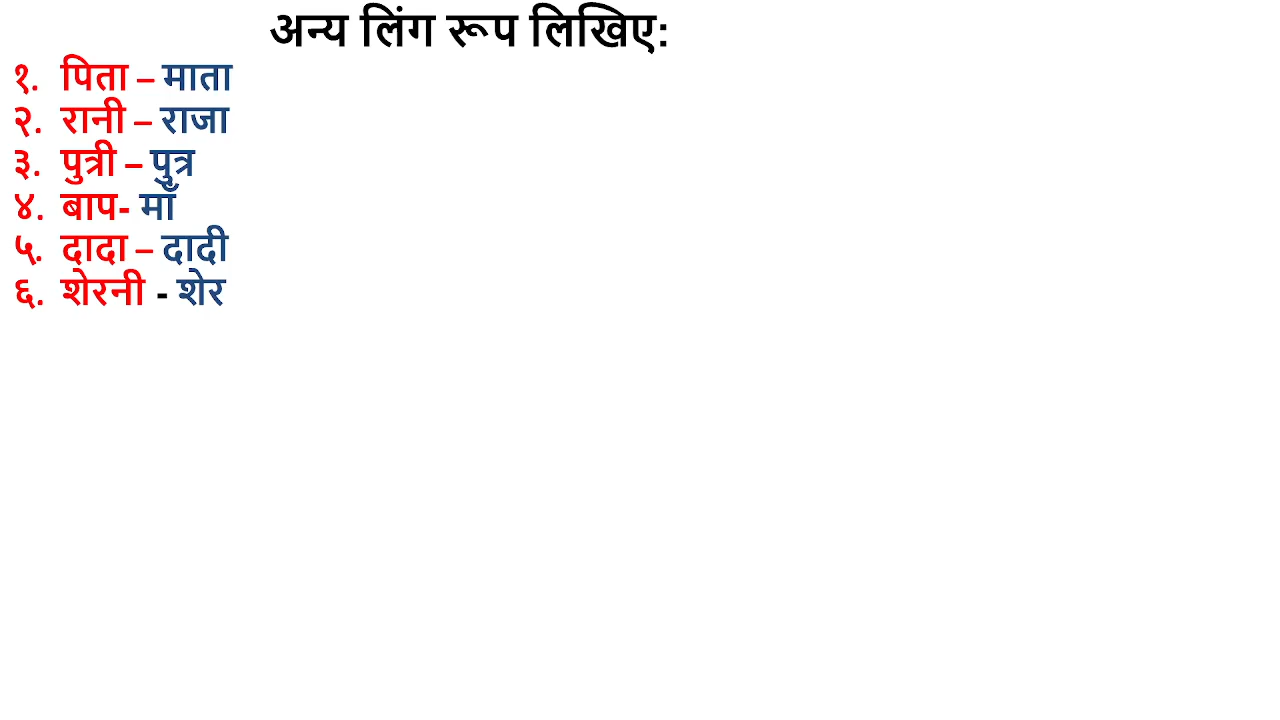 अन्य लिंग रूप लिखिए:
१. पिता – माता
२. रानी – राजा
३. पुत्री – पुत्र
४. बाप- माँ
५. दादा – दादी
६. शेरनी - शेर